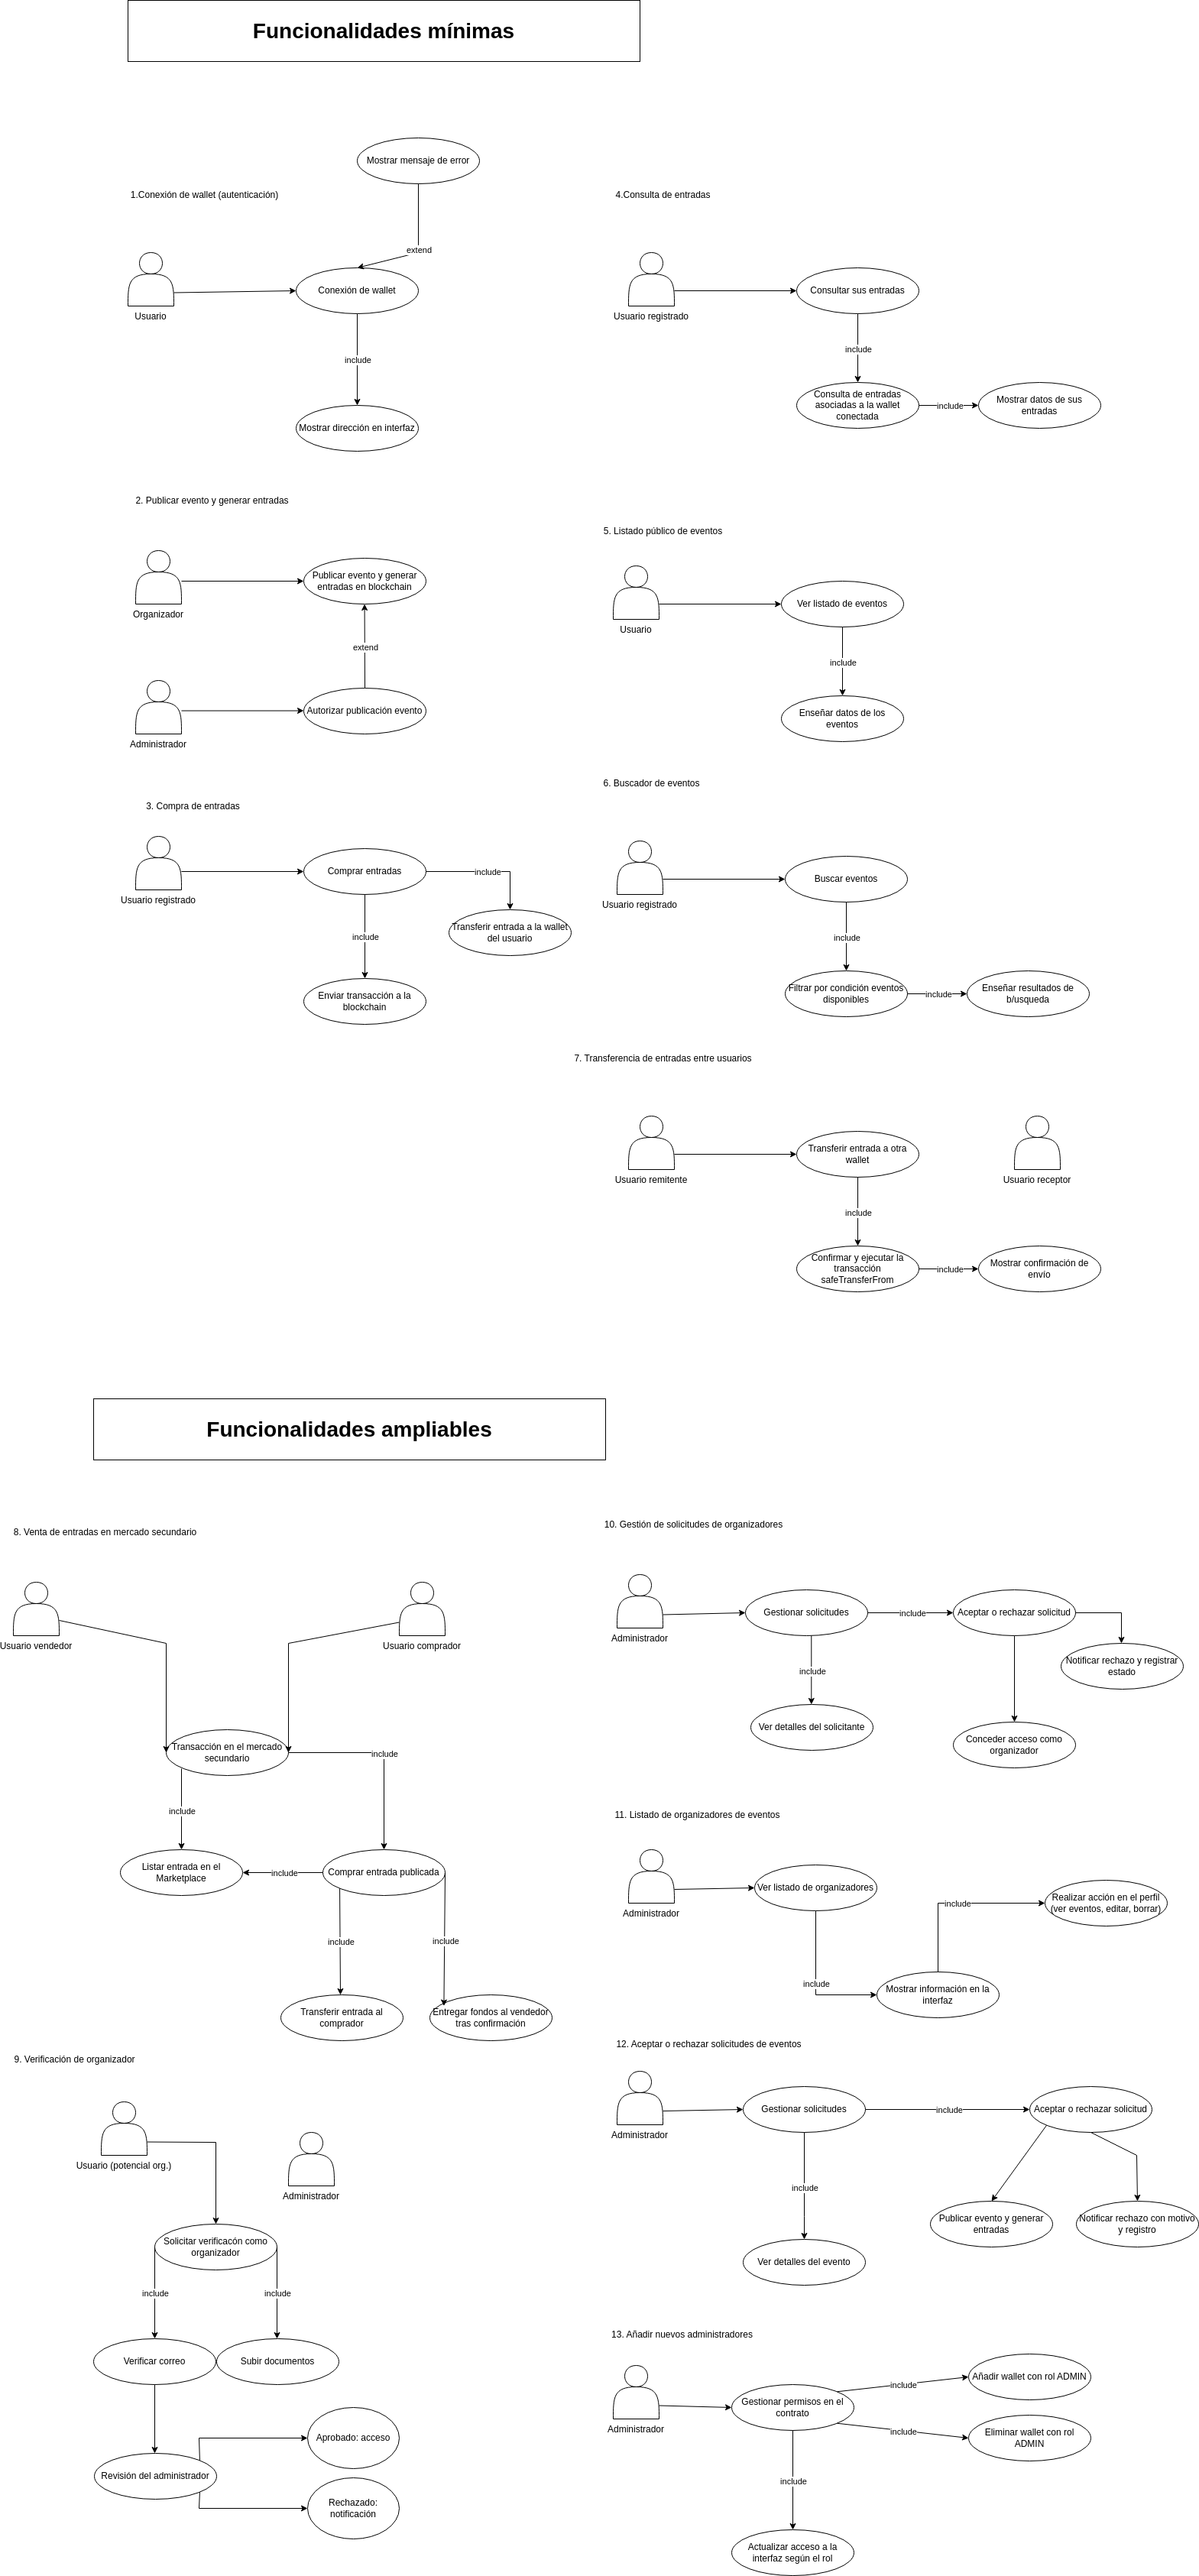 Funcionalidades mínimas
1.Conexión de wallet (autenticación)
Mostrar mensaje de error
extend
Usuario
Conexión de wallet
include
Mostrar dirección en interfaz
2. Publicar evento y generar entradas
Organizador
Publicar evento y generar
entradas en blockchain
extend
Administrador
Autorizar publicación evento
3. Compra de entradas
Usuario registrado
Comprar entradas
include
Transferir entrada a la wallet
del usuario
include
Enviar transacción a la
blockchain
4.Consulta de entradas
Usuario registrado
Consultar sus entradas
include
Consulta de entradas
asociadas a la wallet
conectada
include
Mostrar datos de sus
entradas
5. Listado público de eventos
Usuario
Ver listado de eventos
include
Enseñar datos de los
eventos
6. Buscador de eventos
Usuario registrado
Buscar eventos
include
Filtrar por condición eventos
disponibles
include
Enseñar resultados de
b/usqueda
7. Transferencia de entradas entre usuarios
Usuario remitente
Transferir entrada a otra
wallet
Usuario receptor
include
Confirmar y ejecutar la
transacción
safeTransferFrom
include
Mostrar confirmación de
envío
Funcionalidades ampliables
8. Venta de entradas en mercado secundario
Usuario vendedor
Usuario comprador
Transacción en el mercado
secundario
include
include
Listar entrada en el
Marketplace
include
Comprar entrada publicada
include
include
Transferir entrada al
comprador
Entregar fondos al vendedor
tras confirmación
9. Verificación de organizador
Usuario (potencial org.)
Administrador
Solicitar verificacón como
organizador
include
include
Verificar correo
Subir documentos
Revisión del administrador
Aprobado: acceso
Rechazado:
notificación
10. Gestión de solicitudes de organizadores
Administrador
Gestionar solicitudes
include
Aceptar o rechazar solicitud
Notificar rechazo y registrar
estado
include
Ver detalles del solicitante
Conceder acceso como
organizador
11. Listado de organizadores de eventos
Administrador
Ver listado de organizadores
include
Mostrar información en la
interfaz
include
Realizar acción en el perfil
(ver eventos, editar, borrar)
12. Aceptar o rechazar solicitudes de eventos
Administrador
Gestionar solicitudes
include
Aceptar o rechazar solicitud
include
Publicar evento y generar
entradas
Notificar rechazo con motivo
y registro
Ver detalles del evento
13. Añadir nuevos administradores
Administrador
Gestionar permisos en el
contrato
include
Añadir wallet con rol ADMIN
include
Eliminar wallet con rol
ADMIN
include
Actualizar acceso a la
interfaz según el rol